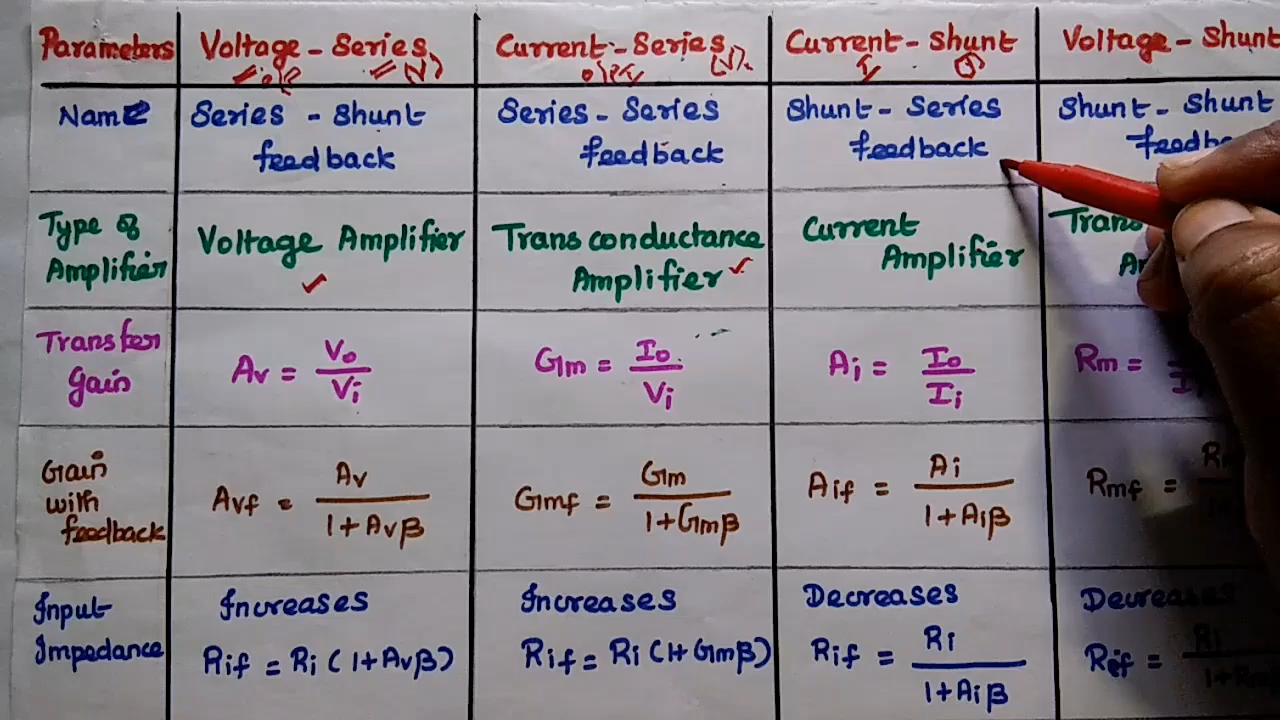 Parameters Voltage - Series Current - Series Current - Shunt Voltage - Shunt
o/p (V) o/p I (V) I (I)
Name Series - Shunt Series - Series Shunt - Series Shunt - Shunt
feedback feedback feedback
Type of Voltage Amplifier Trans conductance Current
Amplifier Amplifier Amplifier
Transfer Av = Vo/Vi Gm = Io/Vi Ai = Io/Ii Rm =
gain
Gain Avf = Av/1+Avβ Gmf = Gm/1+Gmβ Aif = Ai/1+Aiβ Rmf =
with
feedback
Input Increases Increases Decreases Decreases
Impedance Rif = Ri (1+Avβ) Rif = Ri (1+Gmβ) Rif = Ri/1+Aiβ Rif = Ri